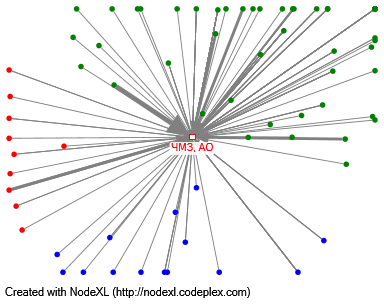 ЧМЗ, АО
Created with NodeXL (http://nodexl.codeplex.com)